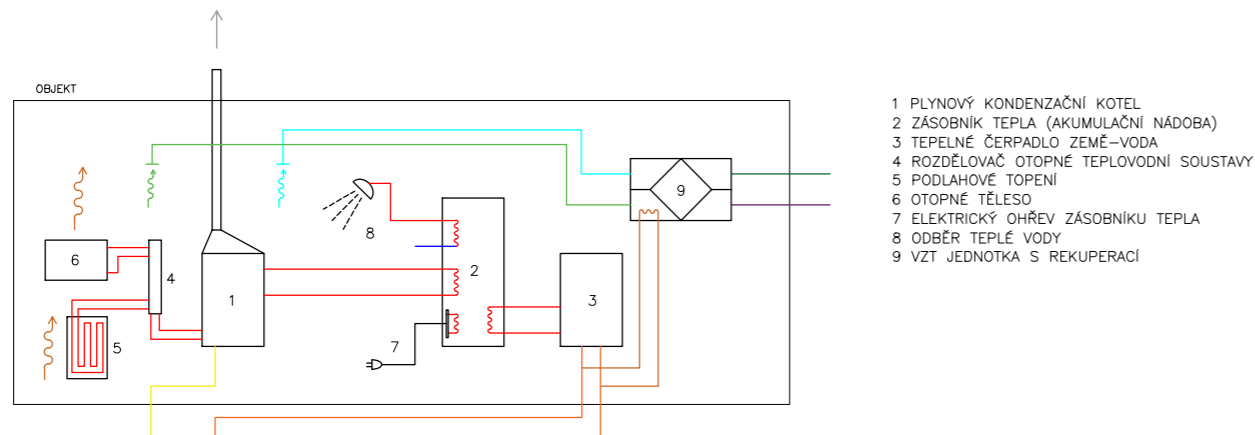 OBJEKT
6
5
4
1
8
7
2
3
9
1 PLYNOVÝ KONDENZAČNÍ KOTEL
2 ZÁSOBNÍK TEPLA (AKUMULAČNÍ NÁDOBA)
3 TEPELNÉ ČERPADLO ZEMĚ–VODA
4 ROZDĚLOVAČ OTOPNÉ TEPLOVODNÍ SOUSTAVY
5 PODLAHOVÉ TOPENÍ
6 OTOPNÉ TĚLESO
7 ELEKTRICKÝ OHŘEV ZÁSOBNÍKU TEPLA
8 ODBĚR TEPLÉ VODY
9 VZT JEDNOTKA S REKUPERACÍ